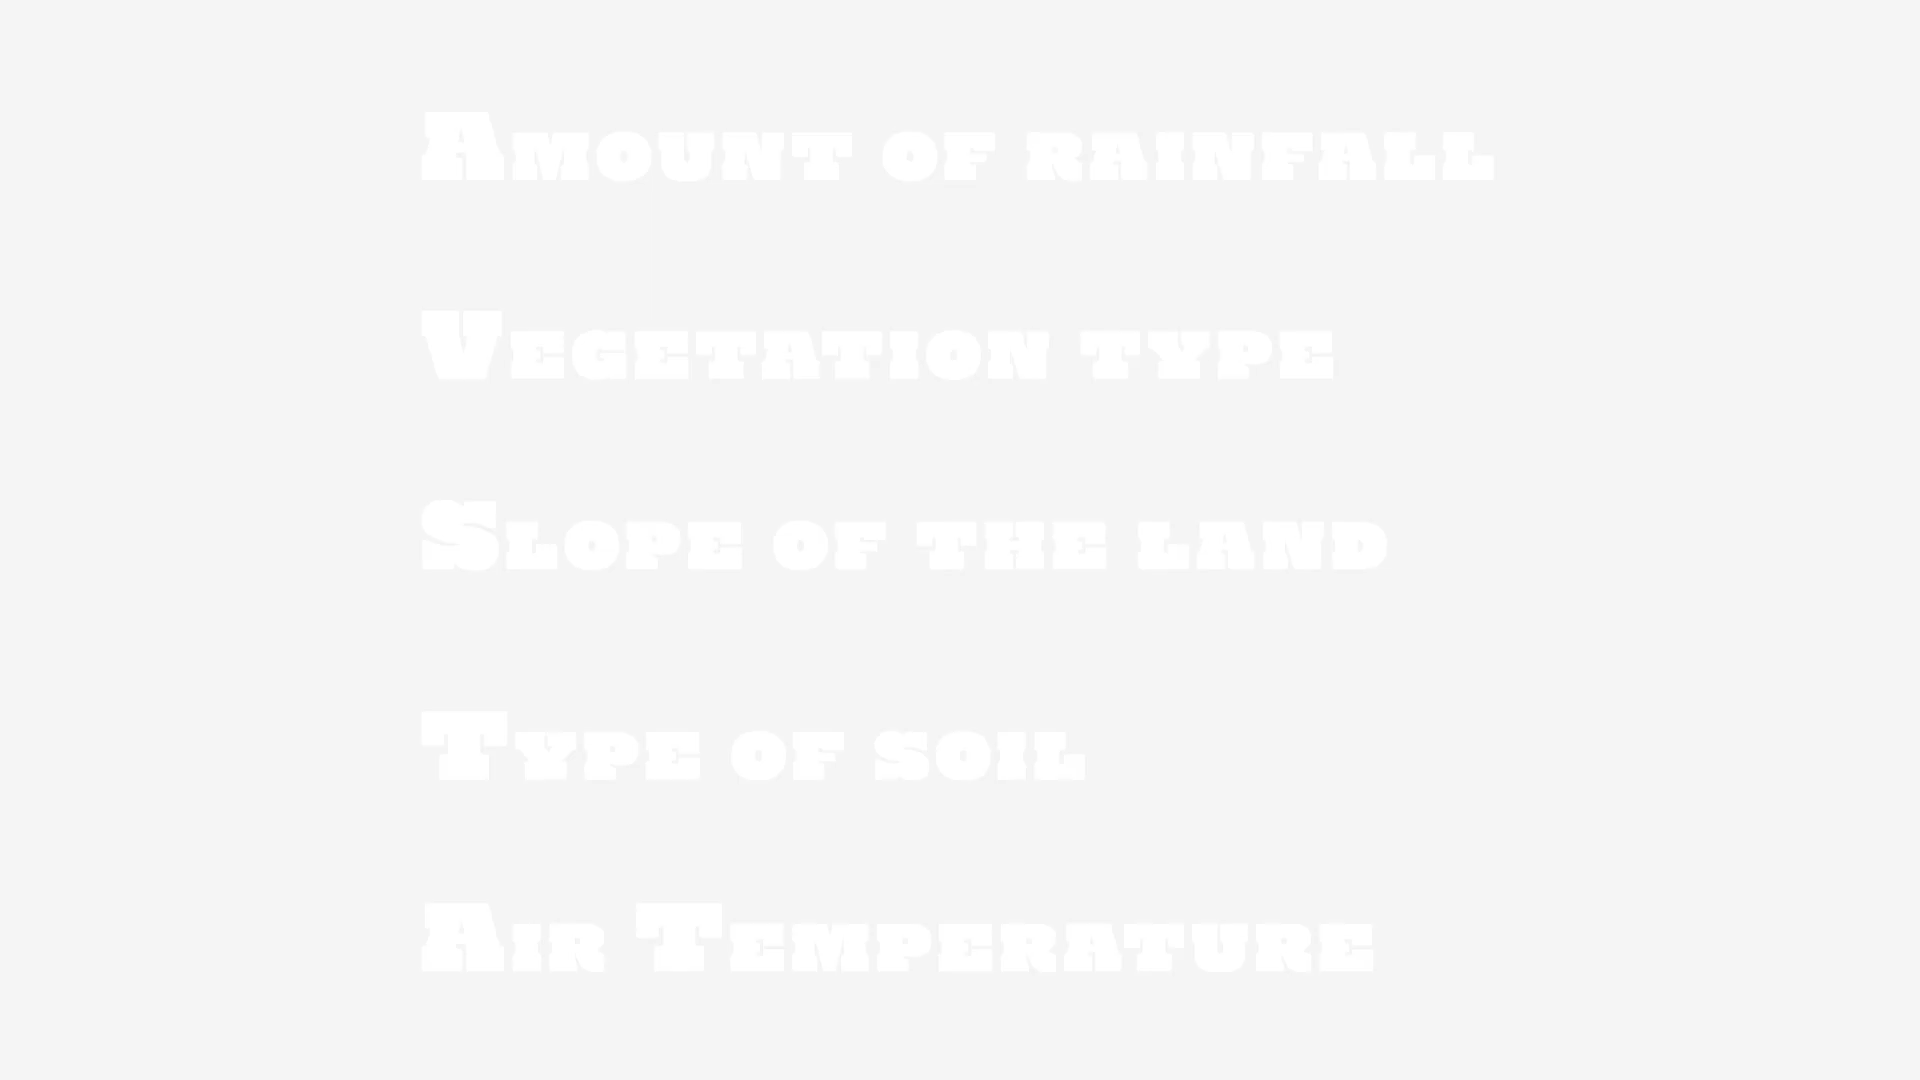 Amount of rainfall
Vegetation type
Slope of the land
Type of soil
Air Temperature